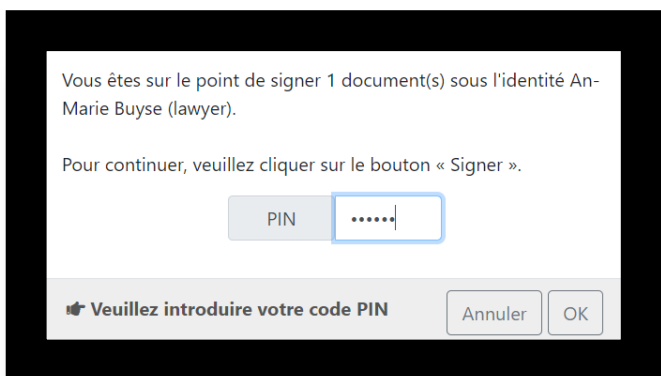 Vous êtes sur le point de signer 1 document(s) sous l'identité An-
Marie Buyse (lawyer).
Pour continuer, veuillez cliquer sur le bouton « Signer ».
PIN ••••••
Veuillez introduire votre code PIN
Annuler OK